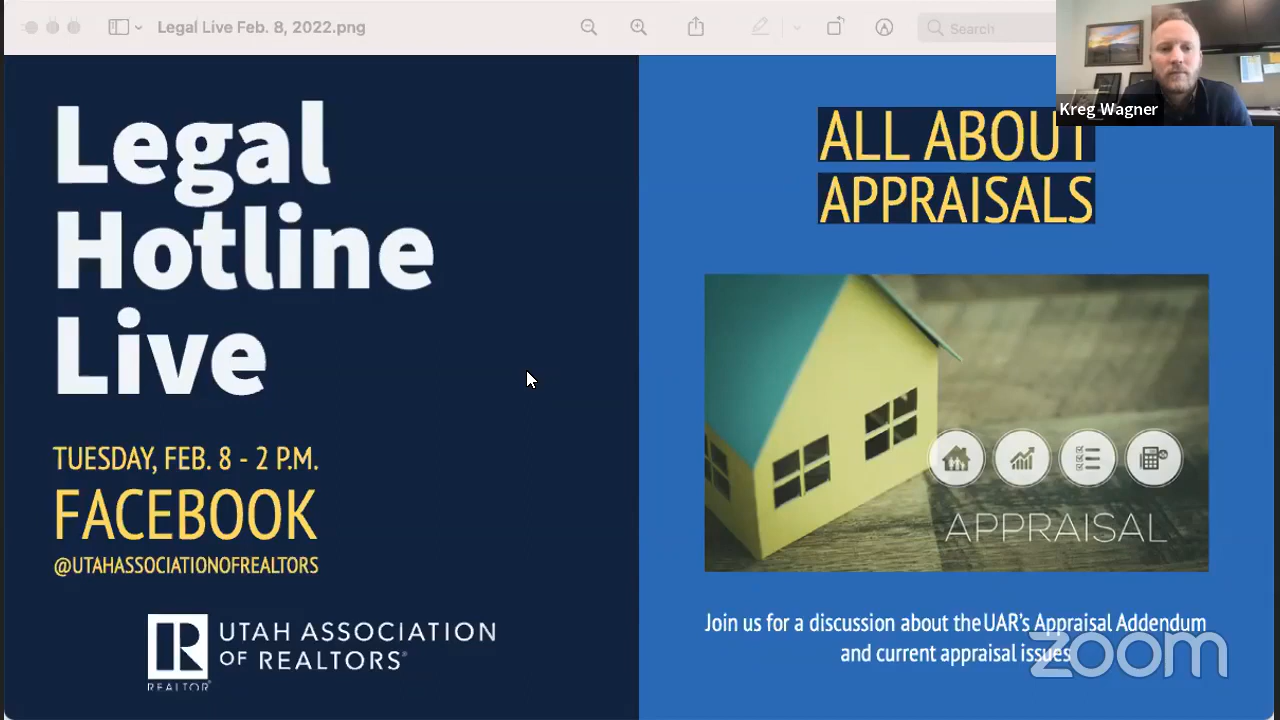 Legal Live Feb. 8, 2022.png
Search
Kreg Wagner
Legal
Hotline
Live
TUESDAY, FEB. 8 - 2 P.M.
FACEBOOK
@UTAHASSOCIATIONOFREALTORS
UTAH ASSOCIATION
OF REALTORS®
REALTOR®
ALL ABOUT
APPRAISALS
APPRAISAL
Join us for a discussion about the UAR's Appraisal Addendum
and current appraisal issues
zoom